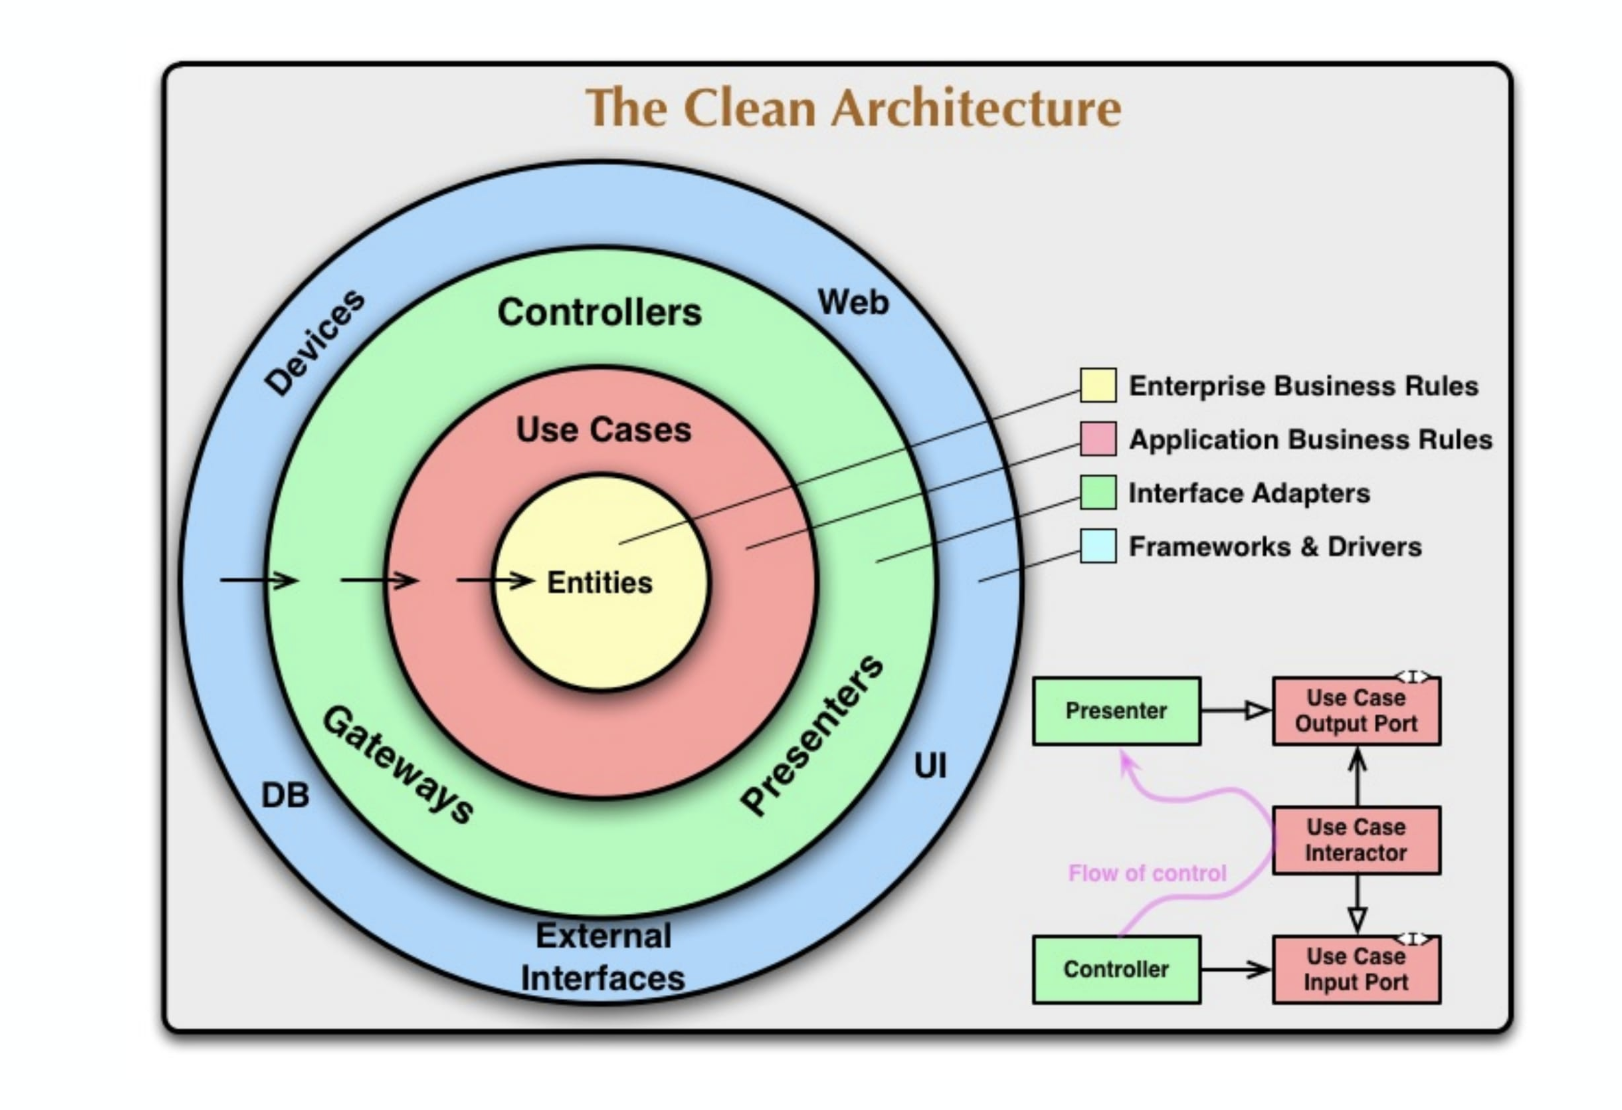 The Clean Architecture
Devices
Web
Controllers
Use Cases
Entities
Gateways
Presenters
DB
UI
External
Interfaces
Enterprise Business Rules
Application Business Rules
Interface Adapters
Frameworks & Drivers
Presenter
<I>
Use Case
Output Port
Use Case
Interactor
Flow of control
Controller
<I>
Use Case
Input Port